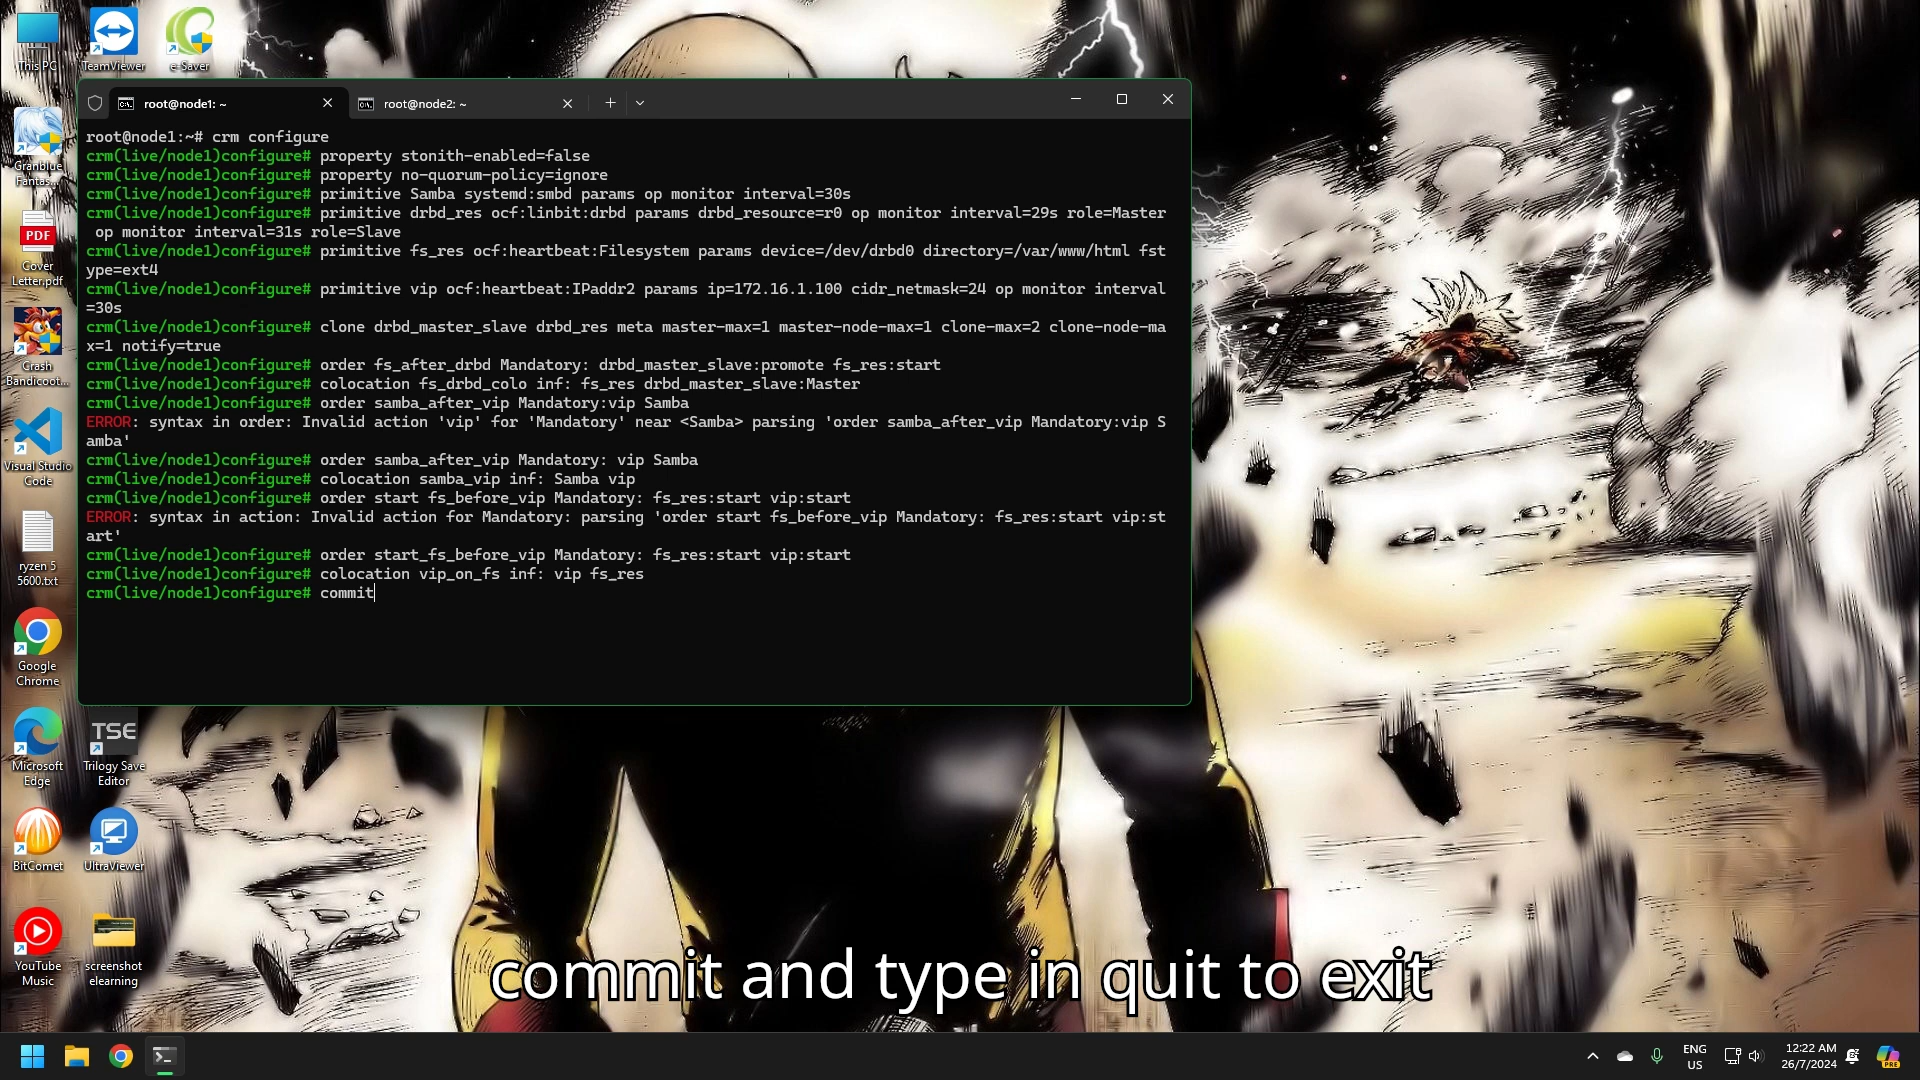 This PC
TeamViewer
e-Saver
Granblue
Fantas...
PDF
Cover
Letter.pdf
Crash
Bandicoot...
Visual Studio
Code
ryzen 5
5600.txt
Google
Chrome
Microsoft
Edge
TSE
Trilogy Save
Editor
BitComet
UltraViewer
YouTube
Music
screenshot
elearning
root@node1: ~
root@node2: ~
root@node1:~# crm configure
crm(live/node1)configure# property stonith-enabled=false
crm(live/node1)configure# property no-quorum-policy=ignore
crm(live/node1)configure# primitive Samba systemd:smbd params op monitor interval=30s
crm(live/node1)configure# primitive drbd_res ocf:linbit:drbd params drbd_resource=r0 op monitor interval=29s role=Master
op monitor interval=31s role=Slave
crm(live/node1)configure# primitive fs_res ocf:heartbeat:Filesystem params device=/dev/drbd0 directory=/var/www/html fst
ype=ext4
crm(live/node1)configure# primitive vip ocf:heartbeat:IPaddr2 params ip=172.16.1.100 cidr_netmask=24 op monitor interval
=30s
crm(live/node1)configure# clone drbd_master_slave drbd_res meta master-max=1 master-node-max=1 clone-max=2 clone-node-ma
x=1 notify=true
crm(live/node1)configure# order fs_after_drbd Mandatory: drbd_master_slave:promote fs_res:start
crm(live/node1)configure# colocation fs_drbd_colo inf: fs_res drbd_master_slave:Master
crm(live/node1)configure# order samba_after_vip Mandatory:vip Samba
ERROR: syntax in order: Invalid action 'vip' for 'Mandatory' near <Samba> parsing 'order samba_after_vip Mandatory:vip S
amba'
crm(live/node1)configure# order samba_after_vip Mandatory: vip Samba
crm(live/node1)configure# colocation samba_vip inf: Samba vip
crm(live/node1)configure# order start fs_before_vip Mandatory: fs_res:start vip:start
ERROR: syntax in action: Invalid action for Mandatory: parsing 'order start fs_before_vip Mandatory: fs_res:start vip:st
art'
crm(live/node1)configure# order start_fs_before_vip Mandatory: fs_res:start vip:start
crm(live/node1)configure# colocation vip_on_fs inf: vip fs_res
crm(live/node1)configure# commit
commit and type in quit to exit
ENG
US
12:22 AM
26/7/2024
PRE